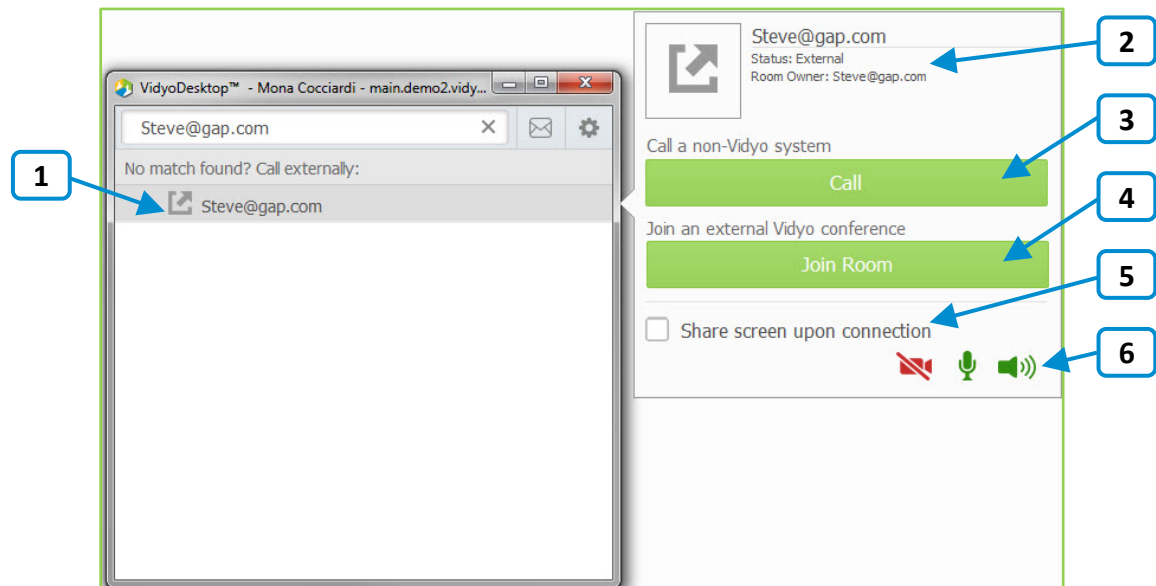 VidyoDesktop™ - Mona Cocciardi - main.demo2.vidy...
Steve@gap.com
No match found? Call externally:
Steve@gap.com
1
Steve@gap.com
Status: External
Room Owner: Steve@gap.com
Call a non-Vidyo system
Call
Join an external Vidyo conference
Join Room
Share screen upon connection
2
3
4
5
6